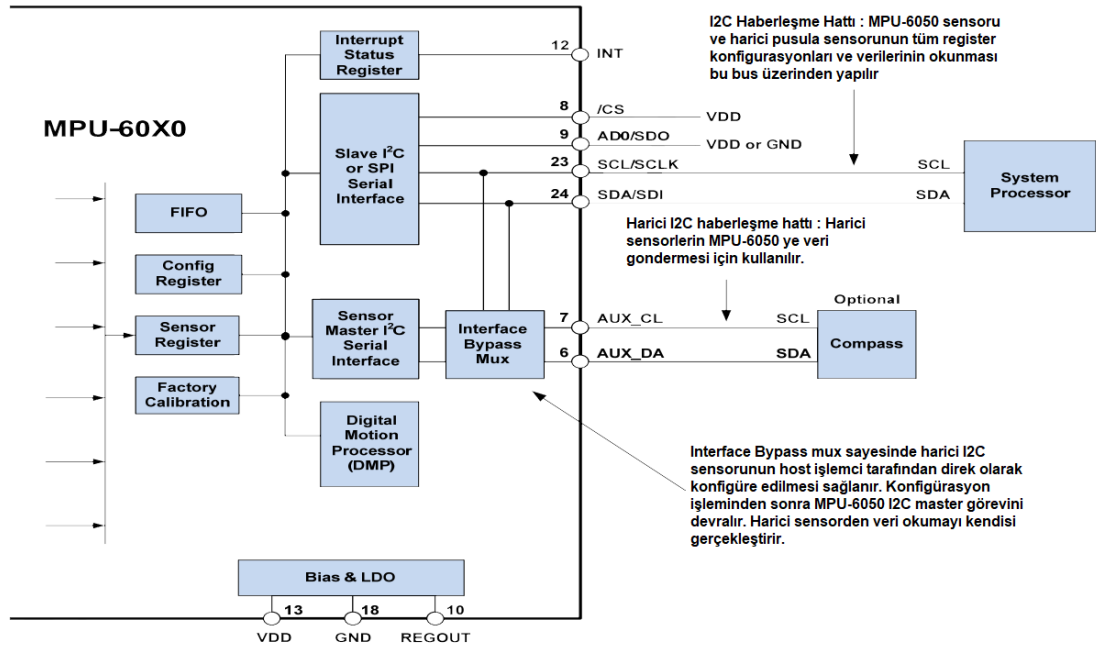 I2C Haberleşme Hattı : MPU-6050 sensoru
ve harici pusula sensorunun tüm register
konfigurasyonları ve verilerinin okunması
bu bus üzerinden yapılır
Interrupt
Status
Register
12
INT
MPU-60X0
Slave I²C
or SPI
Serial
Interface
8
/CS
VDD
9
AD0/SDO
VDD or GND
23
SCL/SCLK
SCL
24
SDA/SDI
SDA
System
Processor
FIFO
Config
Register
Sensor
Register
Factory
Calibration
Harici I2C haberleşme hattı : Harici
sensorlerin MPU-6050 ye veri
gondermesi için kullanılır.
Sensor
Master I²C
Serial
Interface
Interface
Bypass
Mux
7
AUX_CL
SCL
6
AUX_DA
SDA
Optional
Compass
Digital
Motion
Processor
(DMP)
Interface Bypass mux sayesinde harici I2C
sensorunun host işlemci tarafından direk olarak
konfigüre edilmesi sağlanır. Konfigürasyon
işleminden sonra MPU-6050 I2C master görevini
devralır. Harici sensorden veri okumayı kendisi
gerçekleştirir.
Bias & LDO
13
18
10
VDD
GND
REGOUT